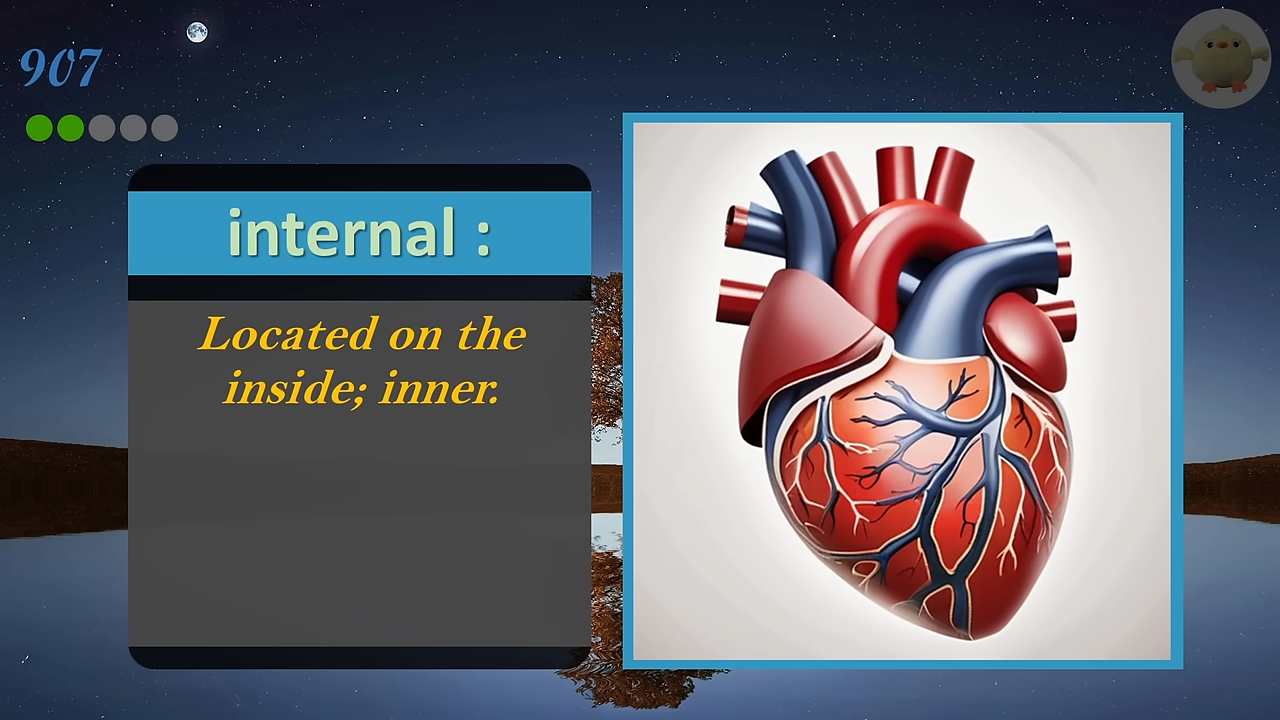 907
internal :
Located on the
inside; inner.